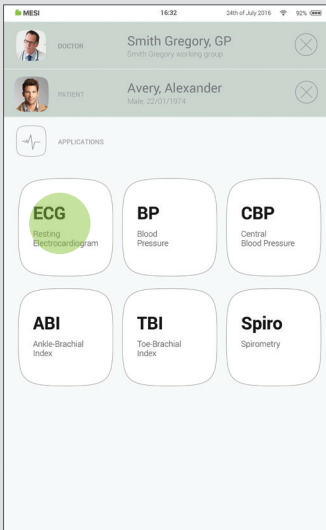 MESI 16:32 24th of July 2016 92%
DOCTOR Smith Gregory, GP
Smith Gregory working group
PATIENT Avery, Alexander
Male, 22/01/1974
APPLICATIONS
ECG BP CBP
Resting Blood Central
Electrocardiogram Pressure Blood Pressure
ABI TBI Spiro
Ankle-Brachial Toe-Brachial Spirometry
Index Index